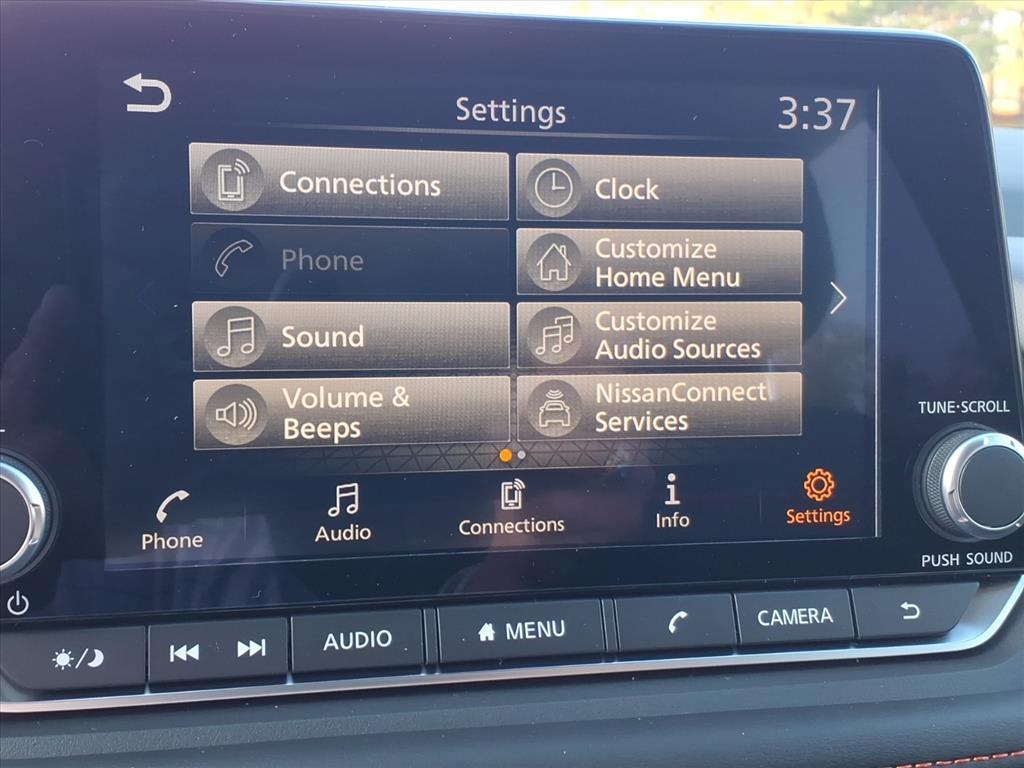 Settings
3:37
Connections
Clock
Phone
Customize
Home Menu
Sound
Customize
Audio Sources
Volume &
Beeps
NissanConnect
Services
Phone
Audio
Connections
Info
Settings
TUNE·SCROLL
PUSH SOUND
AUDIO
MENU
CAMERA